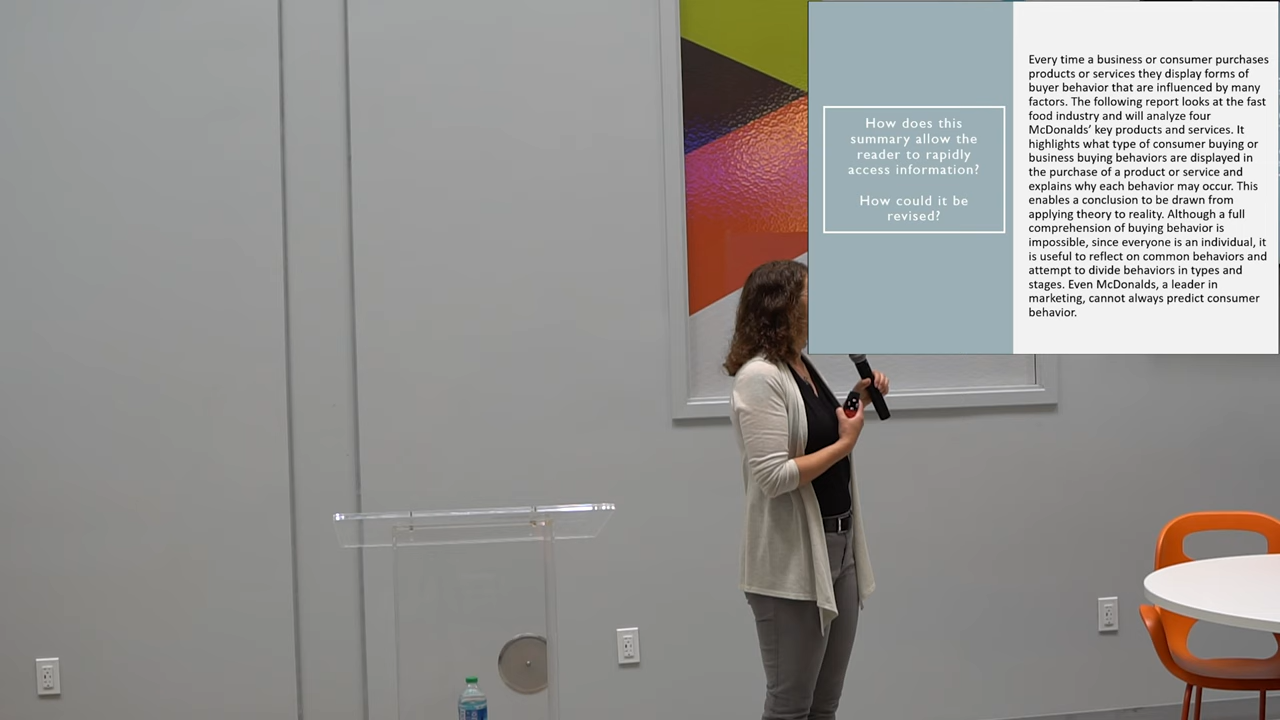 How does this
summary allow the
reader to rapidly
access information?
How could it be
revised?
Every time a business or consumer purchases
products or services they display forms of
buyer behavior that are influenced by many
factors. The following report looks at the fast
food industry and will analyze four
McDonalds’ key products and services. It
highlights what type of consumer buying or
business buying behaviors are displayed in
the purchase of a product or service and
explains why each behavior may occur. This
enables a conclusion to be drawn from
applying theory to reality. Although a full
comprehension of buying behavior is
impossible, since everyone is an individual, it
is useful to reflect on common behaviors and
attempt to divide behaviors in types and
stages. Even McDonalds, a leader in
marketing, cannot always predict consumer
behavior.